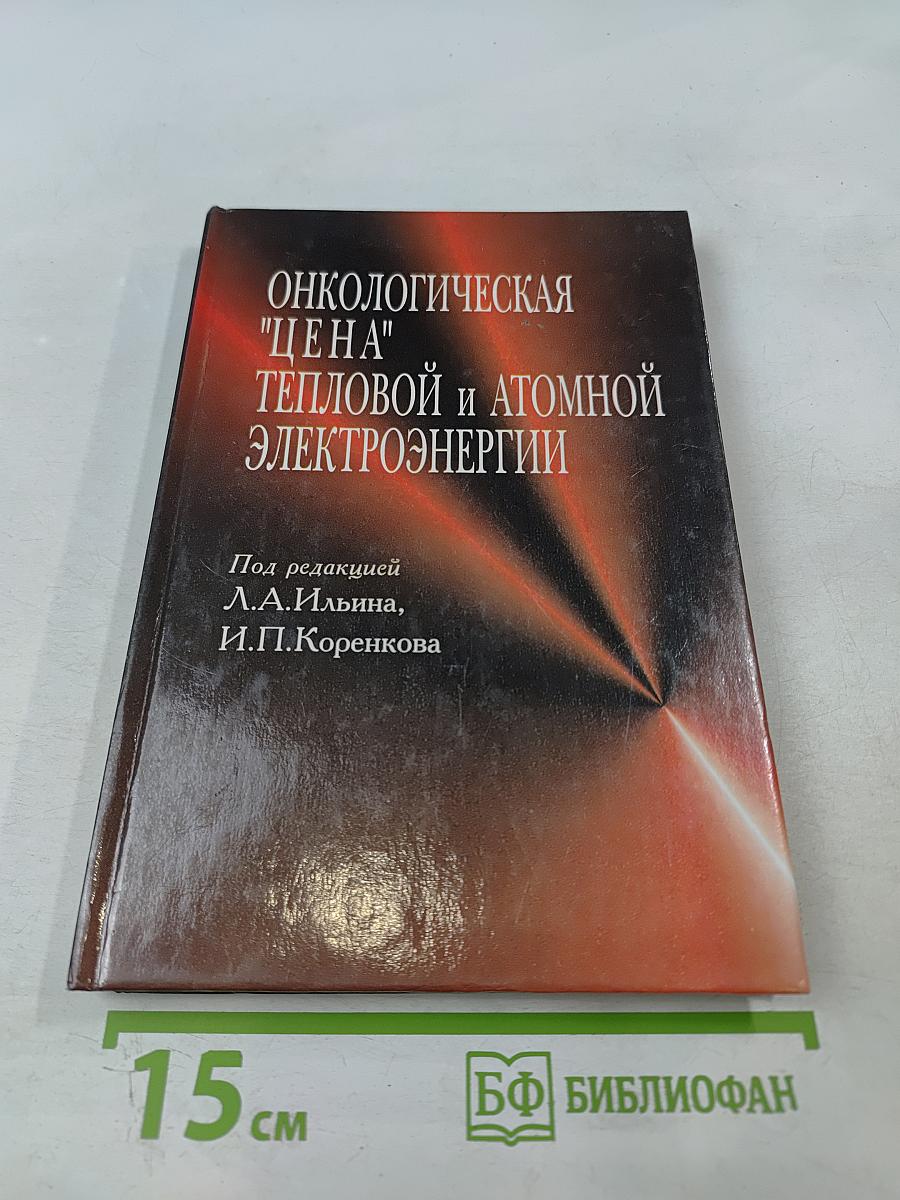 ОНКОЛОГИЧЕСКАЯ
"ЦЕНА"
ТЕПЛОВОЙ и АТОМНОЙ
ЭЛЕКТРОЭНЕРГИИ
Под редакцией
Л.А.Ильина,
И.П.Коренкова
15 см
БФ БИБЛИОФАН